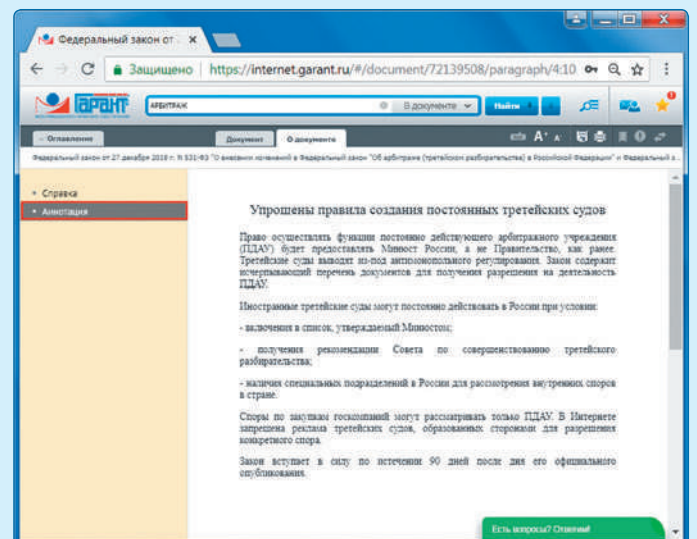 Федеральный закон от
Защищено https://internet.garant.ru/#/document/72139508/paragraph/4:10
Гарант АРБИТРАЖ В документе Найти
Оглавление Документ О документе
Федеральный закон от 27 декабря 2018 г. N 531-ФЗ "О внесении изменений в Федеральный закон "Об арбитраже (третейском разбирательстве) в Российской Федерации" и Федеральный з...
Справка
Аннотация
Упрощены правила создания постоянных третейских судов
Право осуществлять функции постоянно действующего арбитражного учреждения
(ПДАУ) будет предоставлять Минюст России, а не Правительство, как ранее.
Третейские суды выводят из-под антимонопольного регулирования. Закон содержит
исчерпывающий перечень документов для получения разрешения на деятельность
ПДАУ.
Иностранные третейские суды могут постоянно действовать в России при условии:
- включения в список, утверждаемый Минюстом;
- получения рекомендации Совета по совершенствованию третейского
разбирательства;
- наличия специальных подразделений в России для рассмотрения внутренних споров
в стране.
Споры по закупкам госкомпаний могут рассматривать только ПДАУ. В Интернете
запрещена реклама третейских судов, образованных сторонами для разрешения
конкретного спора.
Закон вступает в силу по истечении 90 дней после дня его официального
опубликования.
Есть вопросы? Ответим!